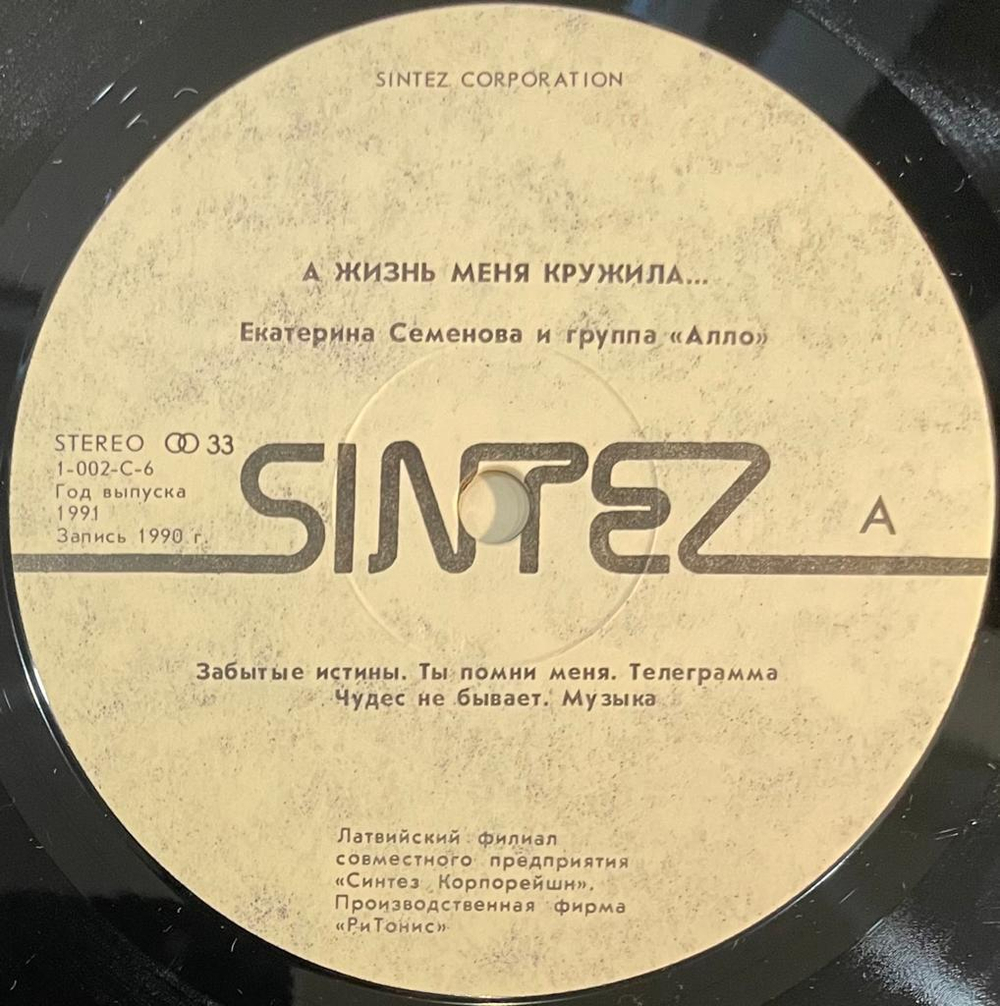 SINTEZ CORPORATION
А ЖИЗНЬ МЕНЯ КРУЖИЛА...
Екатерина Семенова и группа «Алло»
STEREO 33
1-002-С-6
Год выпуска
1991
Запись 1990 г.
SINTEZ
А
Забытые истины. Ты помни меня. Телеграмма
Чудес не бывает. Музыка
Латвийский филиал
совместного предприятия
«Синтез Корпорейшн».
Производственная фирма
«РиТонис»